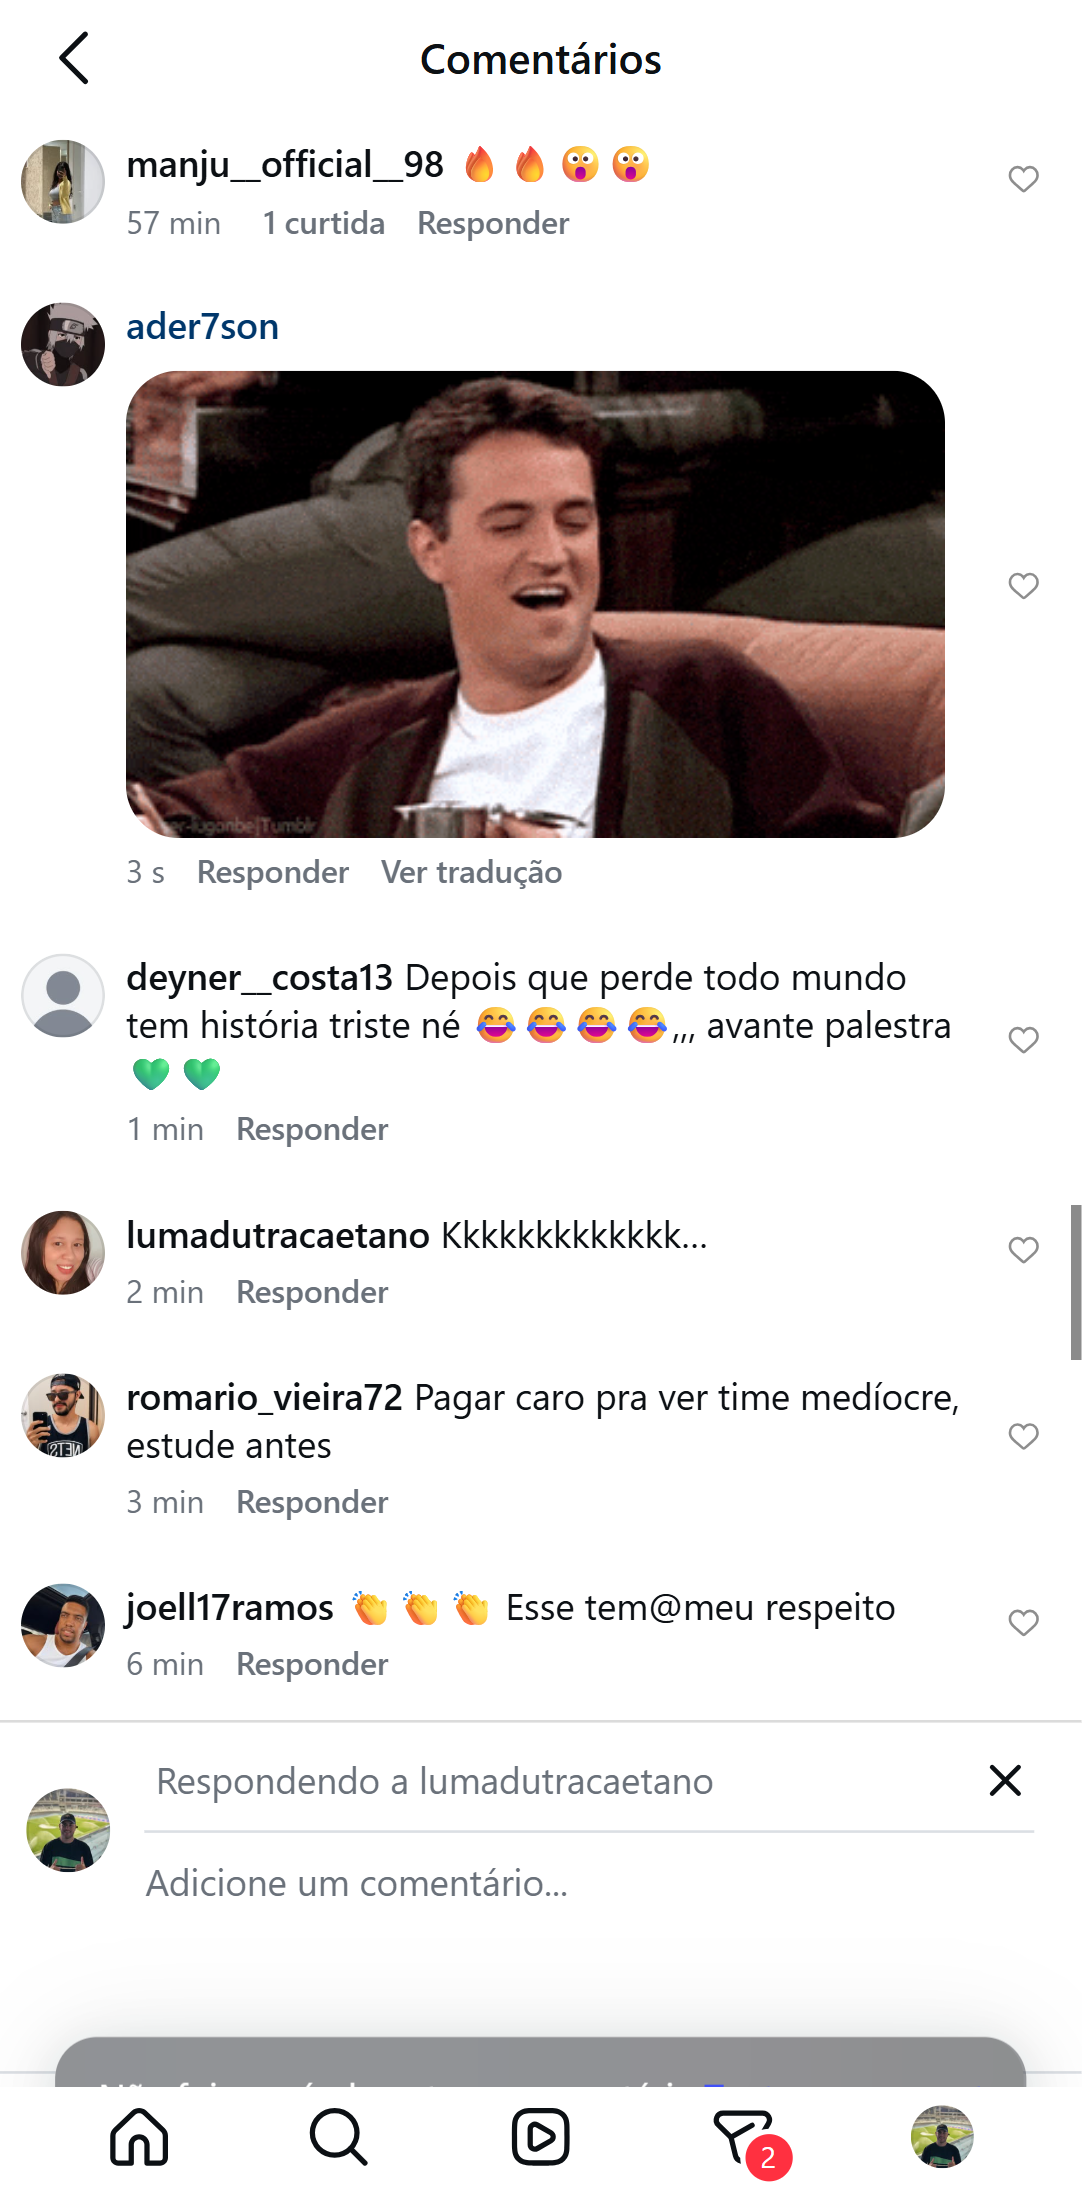 Comentários
manju__official__98 🔥🔥😲😲
57 min 1 curtida Responder
ader7son
3 s Responder Ver tradução
deyner__costa13 Depois que perde todo mundo
tem história triste né 😂😂😂😂,,, avante palestra
💚💚
1 min Responder
lumadutracaetano Kkkkkkkkkkkkk...
2 min Responder
romario_vieira72 Pagar caro pra ver time medíocre,
estude antes
3 min Responder
joell17ramos 👏👏👏 Esse tem@meu respeito
6 min Responder
Respondendo a lumadutracaetano
Adicione um comentário...
2